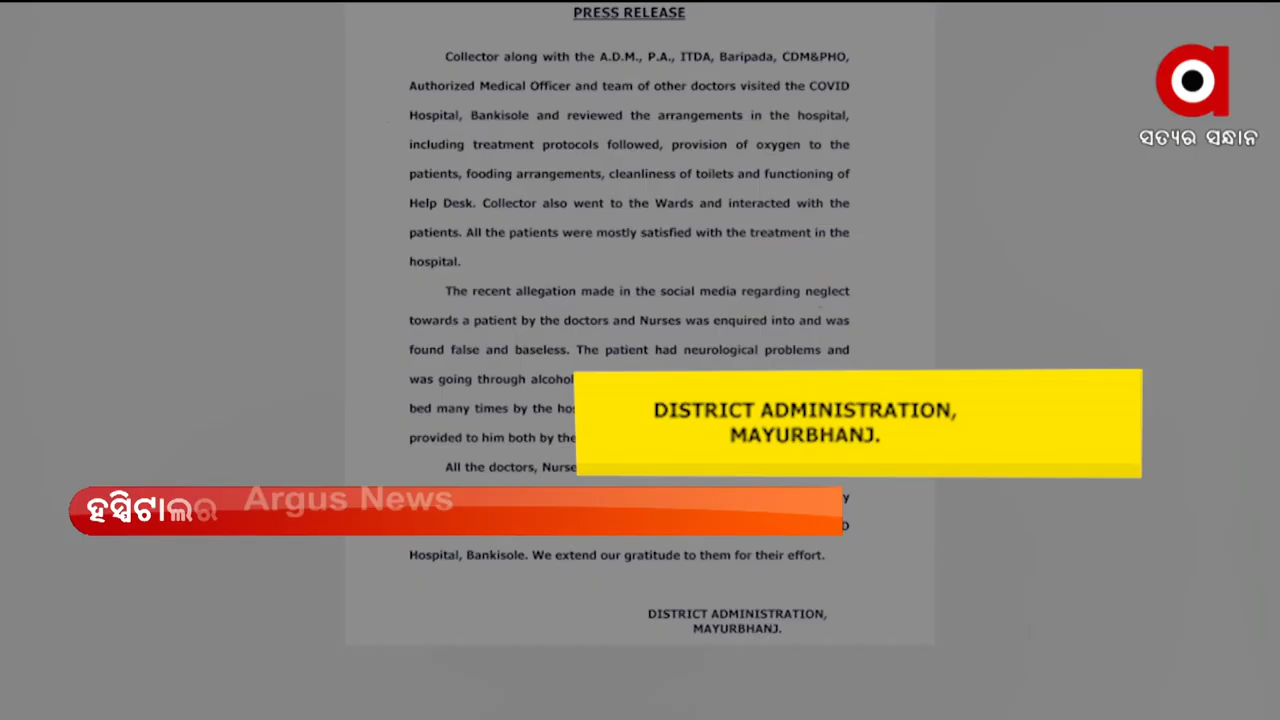 PRESS RELEASE
Collector along with the A.D.M., P.A., ITDA, Baripada, CDM&PHO,
Authorized Medical Officer and team of other doctors visited the COVID
Hospital, Bankisole and reviewed the arrangements in the hospital,
including treatment protocols followed, provision of oxygen to the
patients, fooding arrangements, cleanliness of toilets and functioning of
Help Desk. Collector also went to the Wards and interacted with the
patients. All the patients were mostly satisfied with the treatment in the
hospital.
The recent allegation made in the social media regarding neglect
towards a patient by the doctors and Nurses was enquired into and was
found false and baseless. The patient had neurological problems and
was going through alcohol
bed many times by the
provided to him both by the
All the doctors,
Hospital, Bankisole. We extend our gratitude to them for their effort.
DISTRICT ADMINISTRATION,
MAYURBHANJ.
DISTRICT ADMINISTRATION,
MAYURBHANJ.
ହସ୍ପିଟାଲର
Argus News
ସତ୍ୟର ସନ୍ଧାନ